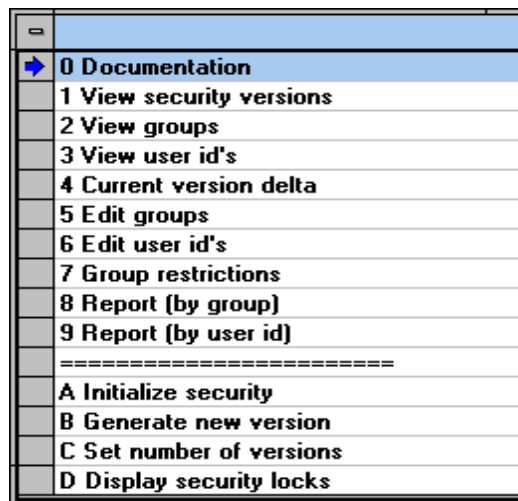 0 Documentation
1 View security versions
2 View groups
3 View user id's
4 Current version delta
5 Edit groups
6 Edit user id's
7 Group restrictions
8 Report (by group)
9 Report (by user id)
========================
A Initialize security
B Generate new version
C Set number of versions
D Display security locks